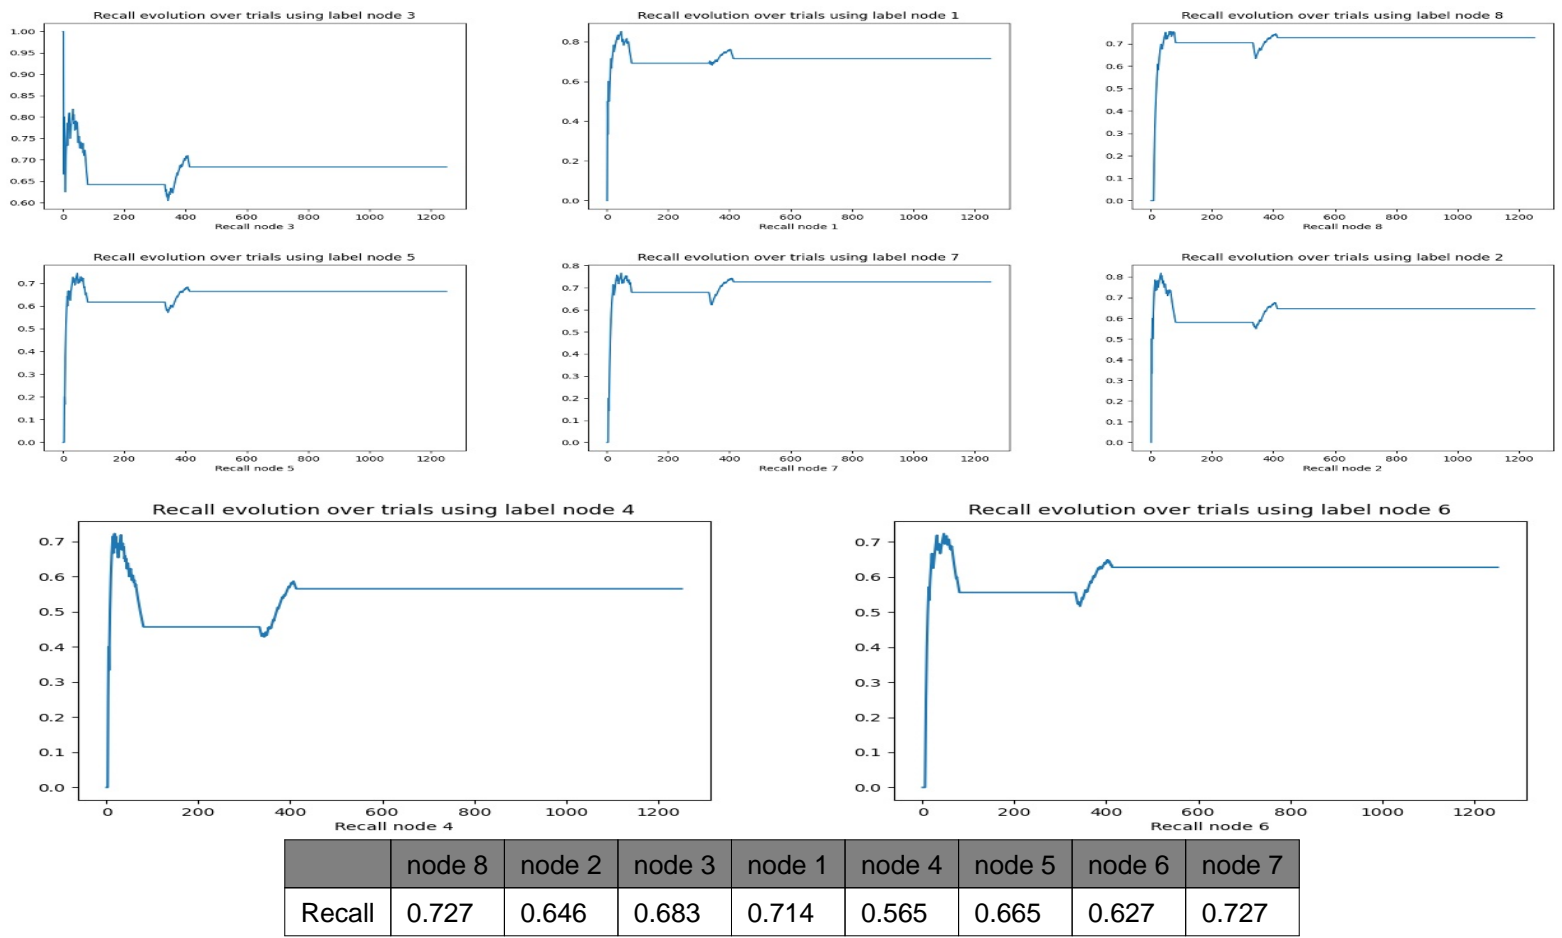 Recall evolution over trials using label node 3
1.00
0.95
0.90
0.85
0.80
0.75
0.70
0.65
0.60
0 200 400 600 800 1000 1200
Recall node 3
Recall evolution over trials using label node 1
0.8
0.6
0.4
0.2
0.0
0 200 400 600 800 1000 1200
Recall node 1
Recall evolution over trials using label node 8
0.7
0.6
0.5
0.4
0.3
0.2
0.1
0.0
0 200 400 600 800 1000 1200
Recall node 8
Recall evolution over trials using label node 5
0.7
0.6
0.5
0.4
0.3
0.2
0.1
0.0
0 200 400 600 800 1000 1200
Recall node 5
Recall evolution over trials using label node 7
0.8
0.7
0.6
0.5
0.4
0.3
0.2
0.1
0.0
0 200 400 600 800 1000 1200
Recall node 7
Recall evolution over trials using label node 2
0.8
0.7
0.6
0.5
0.4
0.3
0.2
0.1
0.0
0 200 400 600 800 1000 1200
Recall node 2
Recall evolution over trials using label node 4
0.7
0.6
0.5
0.4
0.3
0.2
0.1
0.0
0 200 400 600 800 1000 1200
Recall node 4
Recall evolution over trials using label node 6
0.7
0.6
0.5
0.4
0.3
0.2
0.1
0.0
0 200 400 600 800 1000 1200
Recall node 6
node 8 node 2 node 3 node 1 node 4 node 5 node 6 node 7
Recall 0.727 0.646 0.683 0.714 0.565 0.665 0.627 0.727